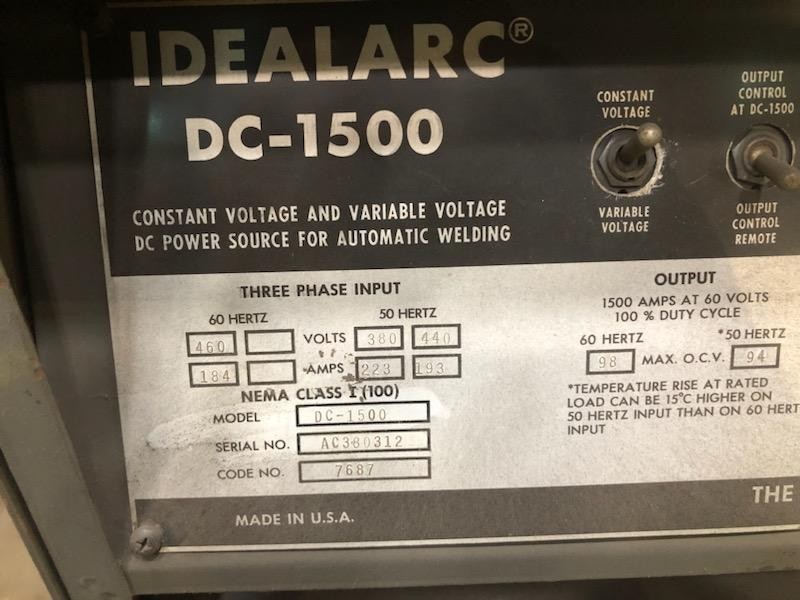 IDEALARC®
DC-1500
CONSTANT VOLTAGE AND VARIABLE VOLTAGE
DC POWER SOURCE FOR AUTOMATIC WELDING
CONSTANT
VOLTAGE
VARIABLE
VOLTAGE
OUTPUT
CONTROL
AT DC-1500
OUTPUT
CONTROL
REMOTE
THREE PHASE INPUT
60 HERTZ 50 HERTZ
460 VOLTS 380 440
184 *AMPS 223 193
NEMA CLASS I (100)
MODEL DC-1500
SERIAL NO. AC380312
CODE NO. 7687
OUTPUT
1500 AMPS AT 60 VOLTS
100 % DUTY CYCLE
60 HERTZ *50 HERTZ
98 MAX. O.C.V. 94
*TEMPERATURE RISE AT RATED
LOAD CAN BE 15°C HIGHER ON
50 HERTZ INPUT THAN ON 60 HERT
INPUT
THE
MADE IN U.S.A.